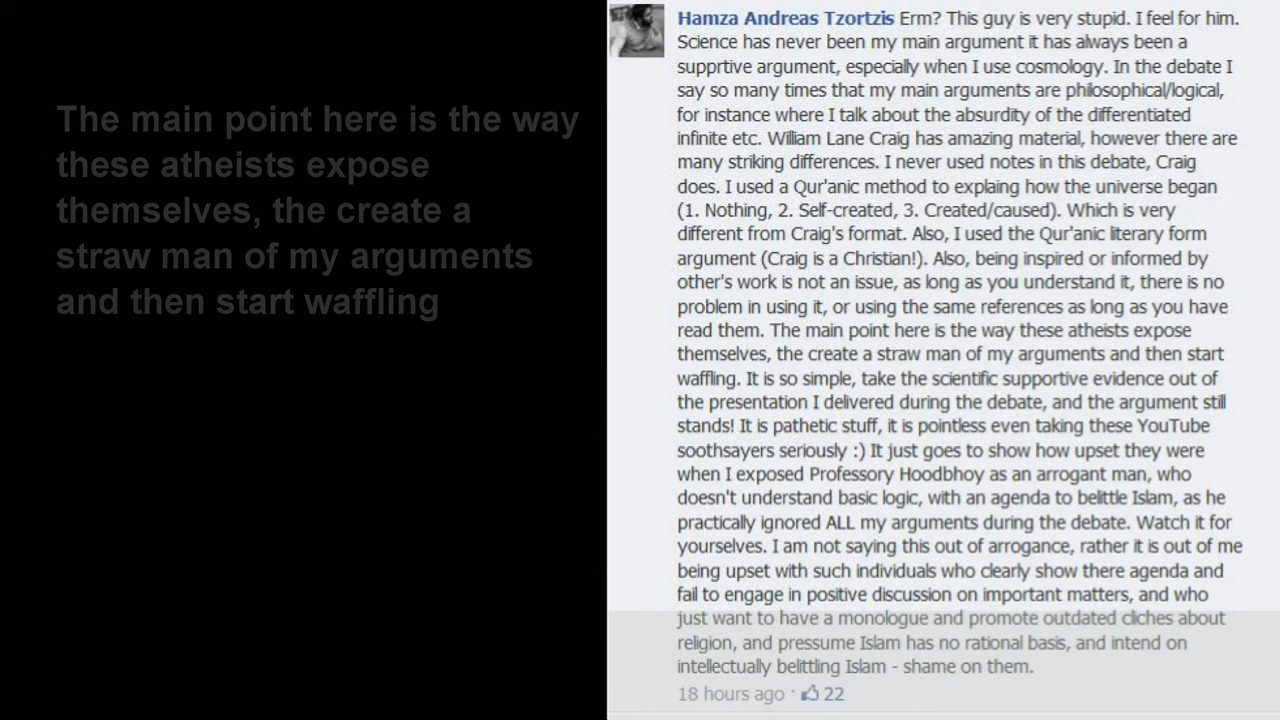 The main point here is the way
these atheists expose
themselves, the create a
straw man of my arguments
and then start waffling
Hamza Andreas Tzortzis Erm? This guy is very stupid. I feel for him.
Science has never been my main argument it has always been a
supprtive argument, especially when I use cosmology. In the debate I
say so many times that my main arguments are philosophical/logical,
for instance where I talk about the absurdity of the differentiated
infinite etc. William Lane Craig has amazing material, however there are
many striking differences. I never used notes in this debate, Craig
does. I used a Qur'anic method to explaing how the universe began
(1. Nothing, 2. Self-created, 3. Created/caused). Which is very
different from Craig's format. Also, I used the Qur'anic literary form
argument (Craig is a Christian!). Also, being inspired or informed by
other's work is not an issue, as long as you understand it, there is no
problem in using it, or using the same references as long as you have
read them. The main point here is the way these atheists expose
themselves, the create a straw man of my arguments and then start
waffling. It is so simple, take the scientific supportive evidence out of
the presentation I delivered during the debate, and the argument still
stands! It is pathetic stuff, it is pointless even taking these YouTube
soothsayers seriously :) It just goes to show how upset they were
when I exposed Professory Hoodbhoy as an arrogant man, who
doesn't understand basic logic, with an agenda to belittle Islam, as he
practically ignored ALL my arguments during the debate. Watch it for
yourselves. I am not saying this out of arrogance, rather it is out of me
being upset with such individuals who clearly show there agenda and
fail to engage in positive discussion on important matters, and who
just want to have a monologue and promote outdated cliches about
religion, and pressume Islam has no rational basis, and intend on
intellectually belittling Islam - shame on them.
18 hours ago · 22